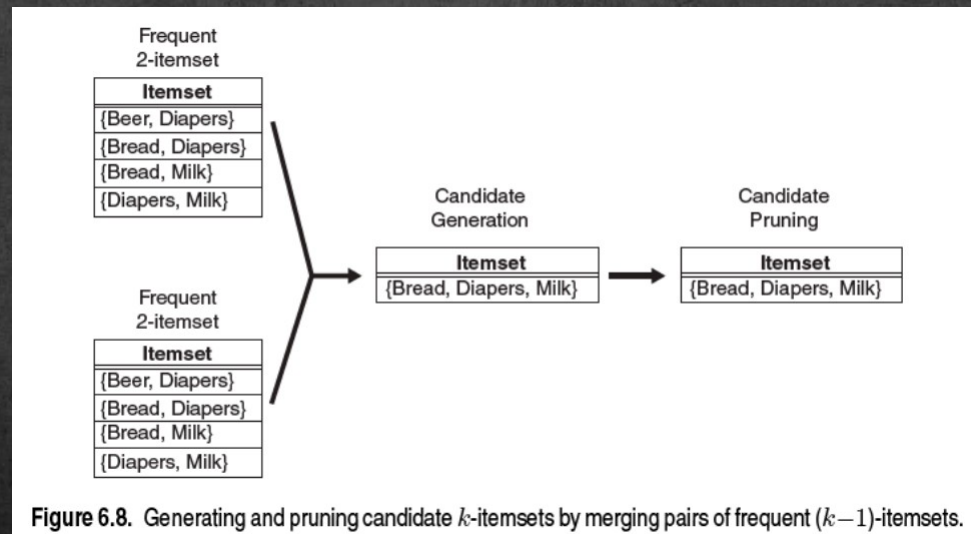 Frequent
2-itemset
Itemset
{Beer, Diapers}
{Bread, Diapers}
{Bread, Milk}
{Diapers, Milk}
Candidate
Generation
Itemset
{Bread, Diapers, Milk}
Candidate
Pruning
Itemset
{Bread, Diapers, Milk}
Frequent
2-itemset
Itemset
{Beer, Diapers}
{Bread, Diapers}
{Bread, Milk}
{Diapers, Milk}
Figure 6.8. Generating and pruning candidate k-itemsets by merging pairs of frequent (k−1)-itemsets.